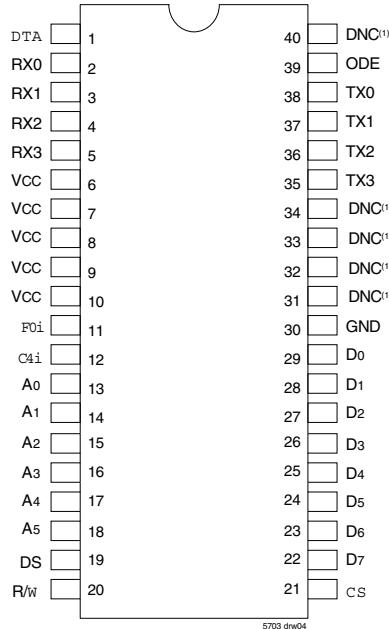 DTA 1 40 DNC(1)
RX0 2 39 ODE
RX1 3 38 TX0
RX2 4 37 TX1
RX3 5 36 TX2
VCC 6 35 TX3
VCC 7 34 DNC(1
VCC 8 33 DNC(1
VCC 9 32 DNC(1
VCC 10 31 DNC(1
F0i 11 30 GND
C4i 12 29 D0
A0 13 28 D1
A1 14 27 D2
A2 15 26 D3
A3 16 25 D4
A4 17 24 D5
A5 18 23 D6
DS 19 22 D7
R/W 20 21 CS
5703 drw04